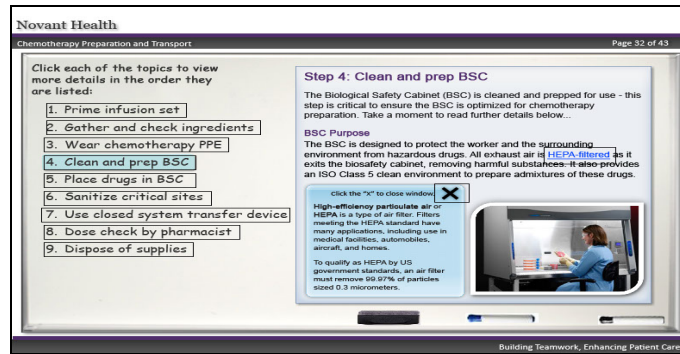 Novant Health
Chemotherapy Preparation and Transport
Page 32 of 43
Click each of the topics to view
more details in the order they
are listed:
1. Prime infusion set
2. Gather and check ingredients
3. Wear chemotherapy PPE
4. Clean and prep BSC
5. Place drugs in BSC
6. Sanitize critical sites
7. Use closed system transfer device
8. Dose check by pharmacist
9. Dispose of supplies
Step 4: Clean and prep BSC
The Biological Safety Cabinet (BSC) is cleaned and prepped for use - this
step is critical to ensure the BSC is optimized for chemotherapy
preparation. Take a moment to read further details below...
BSC Purpose
The BSC is designed to protect the worker and the surrounding
environment from hazardous drugs. All exhaust air is HEPA-filtered as it
exits the biosafety cabinet, removing harmful substances. It also provides
an ISO Class 5 clean environment to prepare admixtures of these drugs.
Click the "X" to close window.
High-efficiency particulate air or
HEPA is a type of air filter. Filters
meeting the HEPA standard have
many applications, including use in
medical facilities, automobiles,
aircraft, and homes.
To qualify as HEPA by US
government standards, an air filter
must remove 99.97% of particles
sized 0.3 micrometers.
Building Teamwork, Enhancing Patient Care